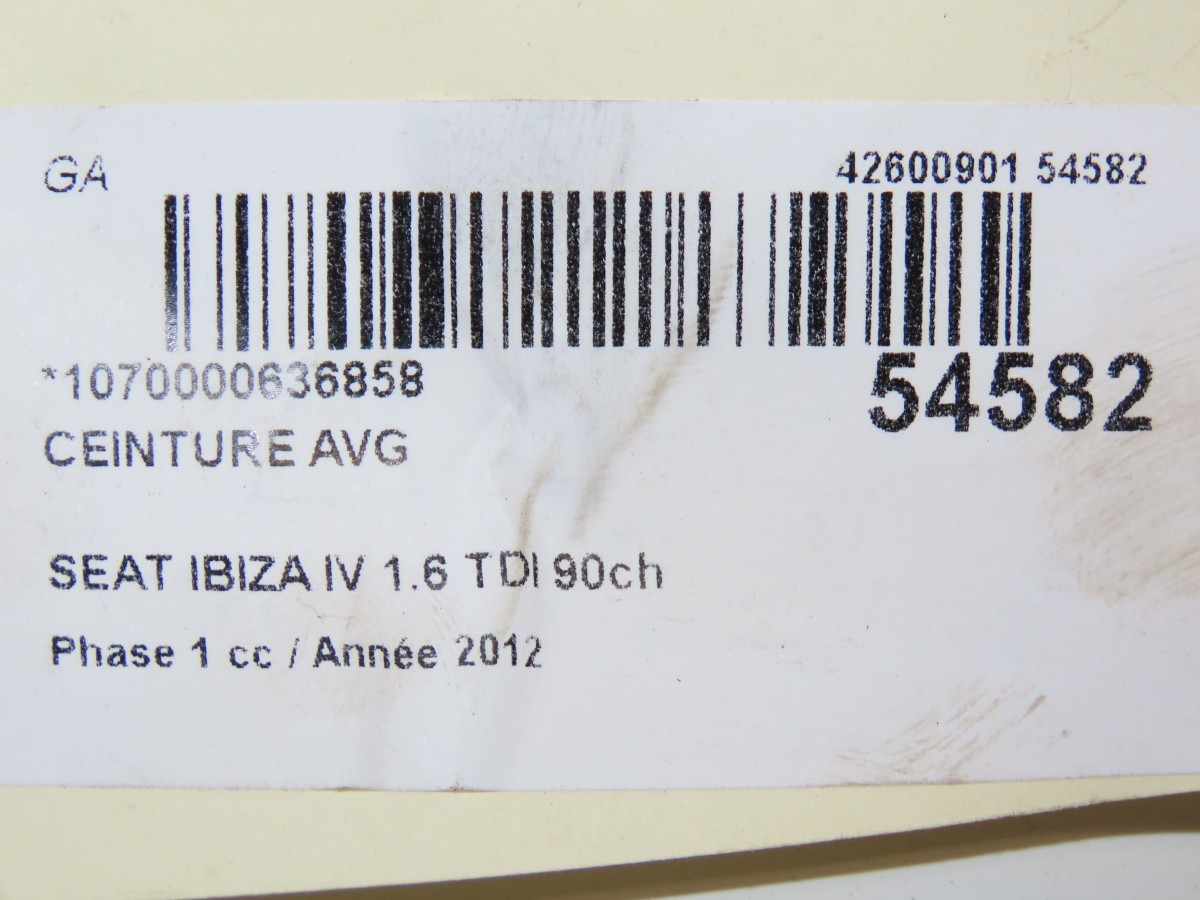 GA
42600901 54582
*1070000636858
54582
CEINTURE AVG
SEAT IBIZA IV 1.6 TDI 90ch
Phase 1 cc / Année 2012